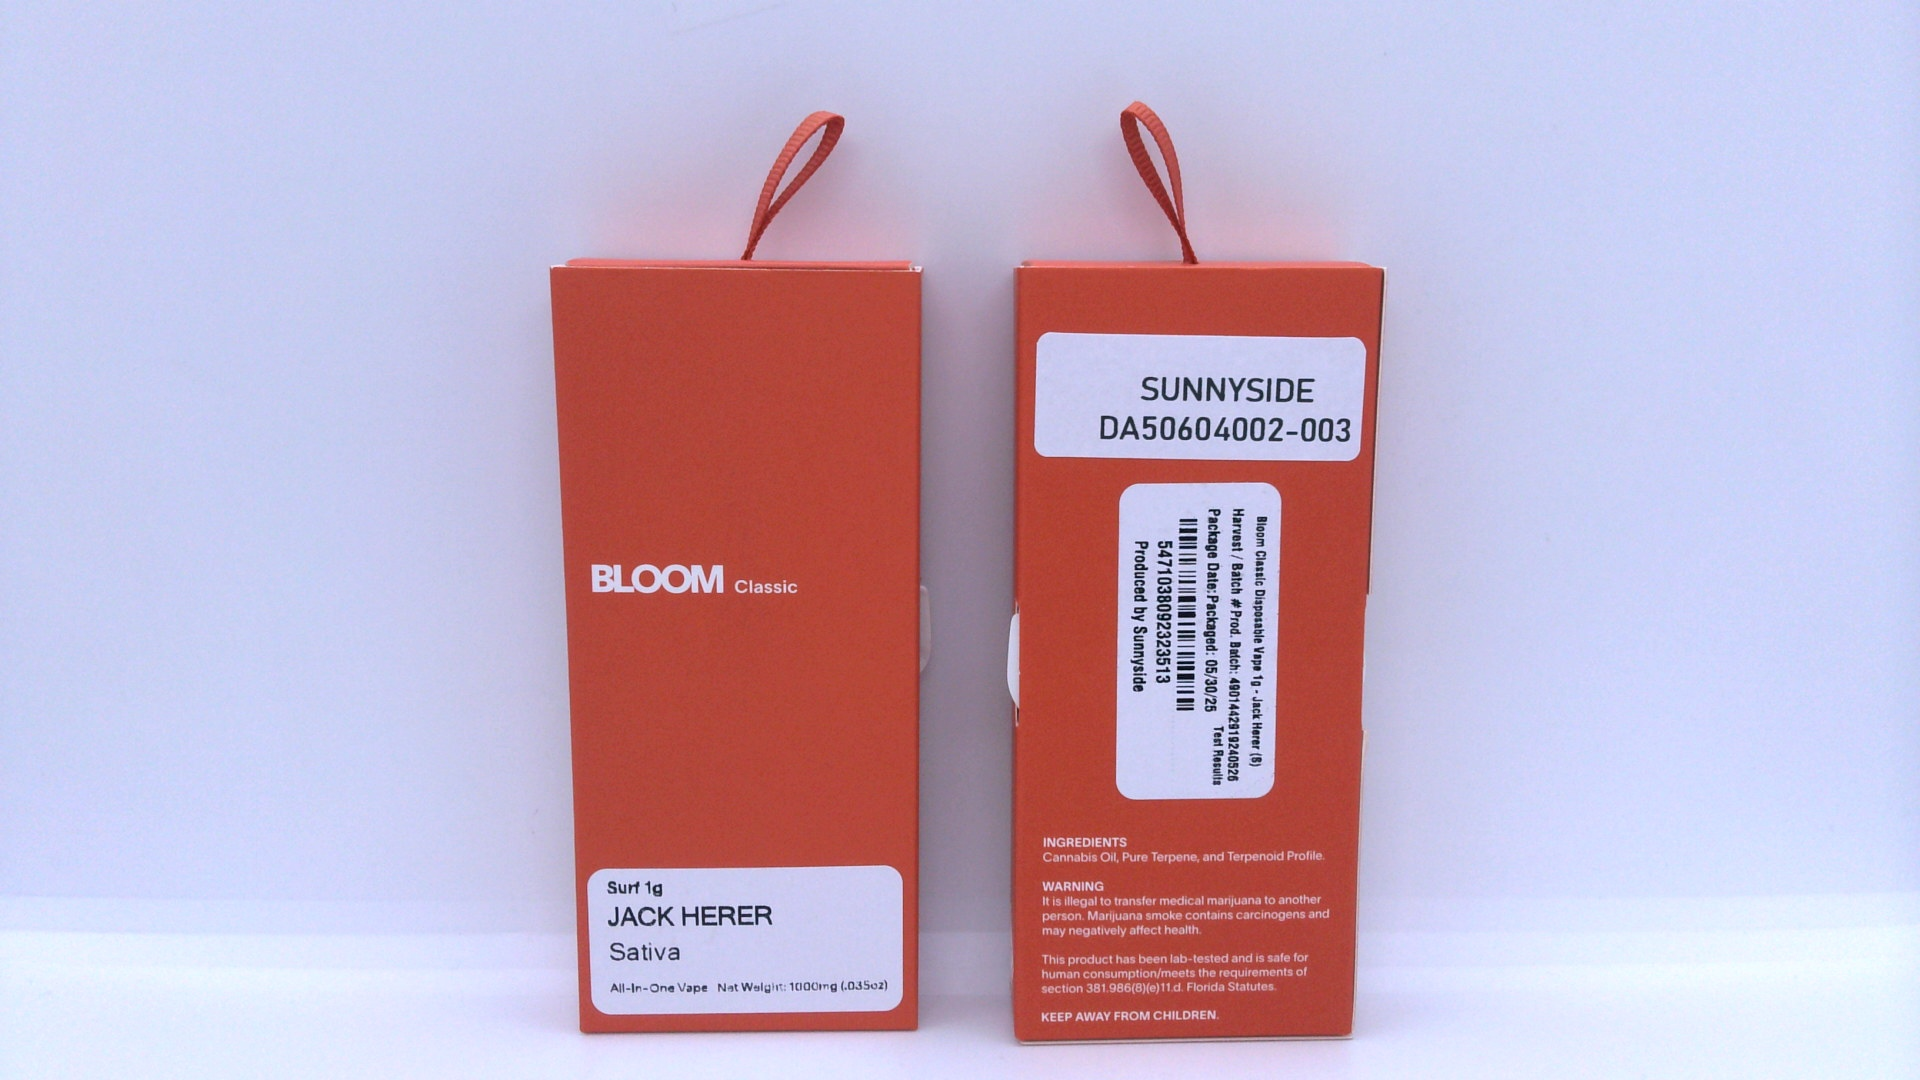 BLOOM Classic
Surf 1g
JACK HERER
Sativa
All-In-One Vape Net Weight: 1000mg (.035oz)
SUNNYSIDE
DA50604002-003
Bloom Classic Disposable Vape 1g - Jack Herer (S)
Harvest / Batch # Prod. Batch: 4901442919240526
Package Date: Packaged: 05/30/25 Test Results
5471038092323513
Produced by Sunnyside
INGREDIENTS
Cannabis Oil, Pure Terpene, and Terpenoid Profile.
WARNING
It is illegal to transfer medical marijuana to another
person. Marijuana smoke contains carcinogens and
may negatively affect health.
This product has been lab-tested and is safe for
human consumption/meets the requirements of
section 381.986(8)(e)11.d. Florida Statutes.
KEEP AWAY FROM CHILDREN.